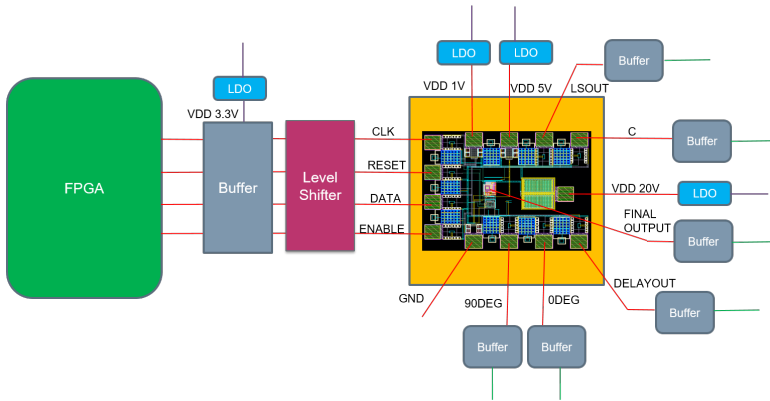 LDO
LDO
Buffer
VDD 1V
VDD 5V
LSOUT
LDO
VDD 3.3V
FPGA
Buffer
Level
Shifter
CLK
RESET
DATA
ENABLE
C
Buffer
VDD 20V
LDO
FINAL
OUTPUT
Buffer
DELAYOUT
Buffer
GND
90DEG
0DEG
Buffer
Buffer